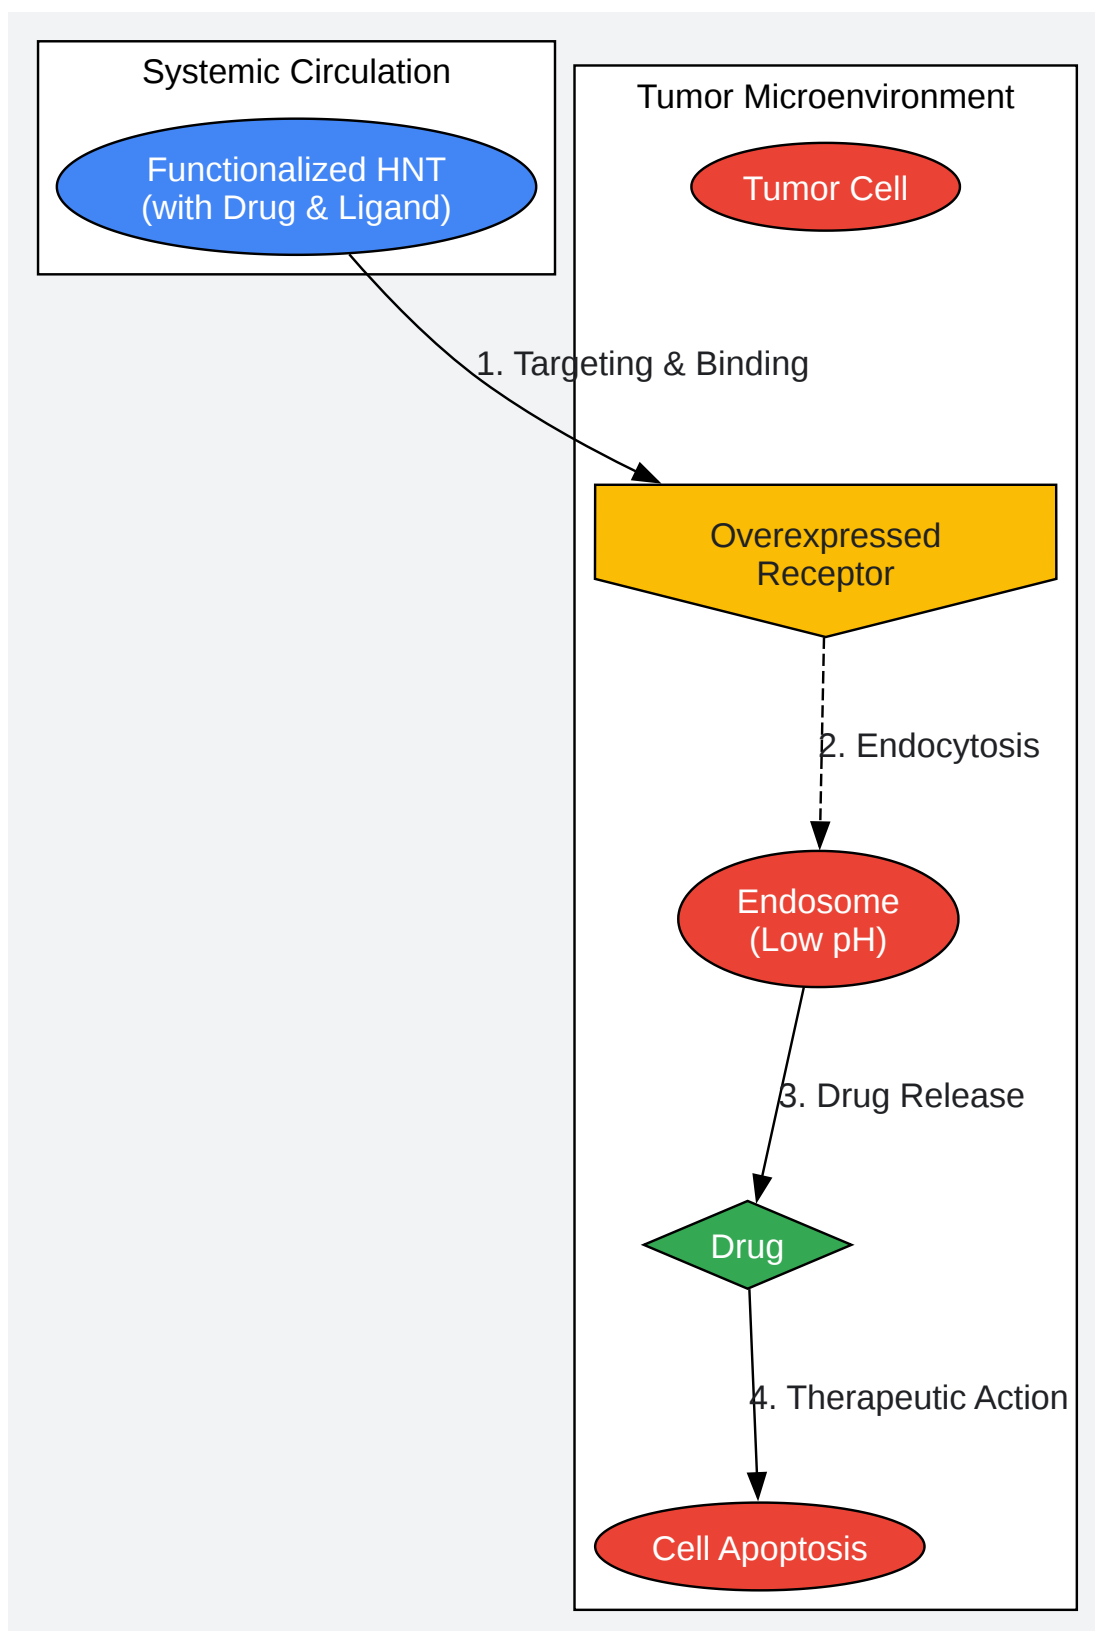 Systemic Circulation
Functionalized HNT
(with Drug & Ligand)
Tumor Microenvironment
Tumor Cell
1. Targeting & Binding
Overexpressed
Receptor
2. Endocytosis
Endosome
(Low pH)
3. Drug Release
Drug
4. Therapeutic Action
Cell Apoptosis